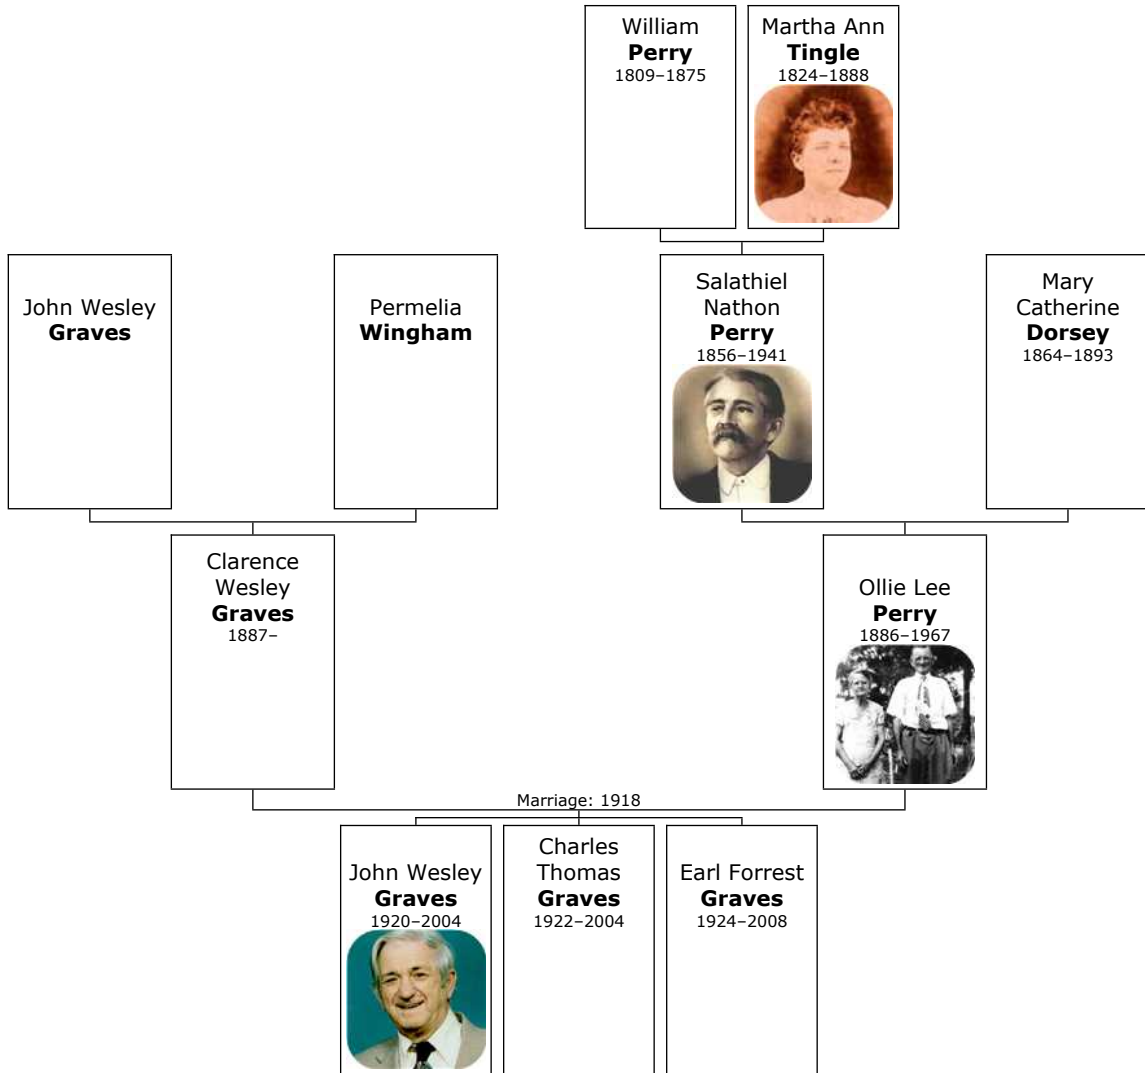 William
Perry
1809–1875
Martha Ann
Tingle
1824–1888
John Wesley
Graves
Permelia
Wingham
Salathiel
Nathon
Perry
1856–1941
Mary
Catherine
Dorsey
1864–1893
Clarence
Wesley
Graves
1887–
Ollie Lee
Perry
1886–1967
Marriage: 1918
John Wesley
Graves
1920–2004
Charles
Thomas
Graves
1922–2004
Earl Forrest
Graves
1924–2008